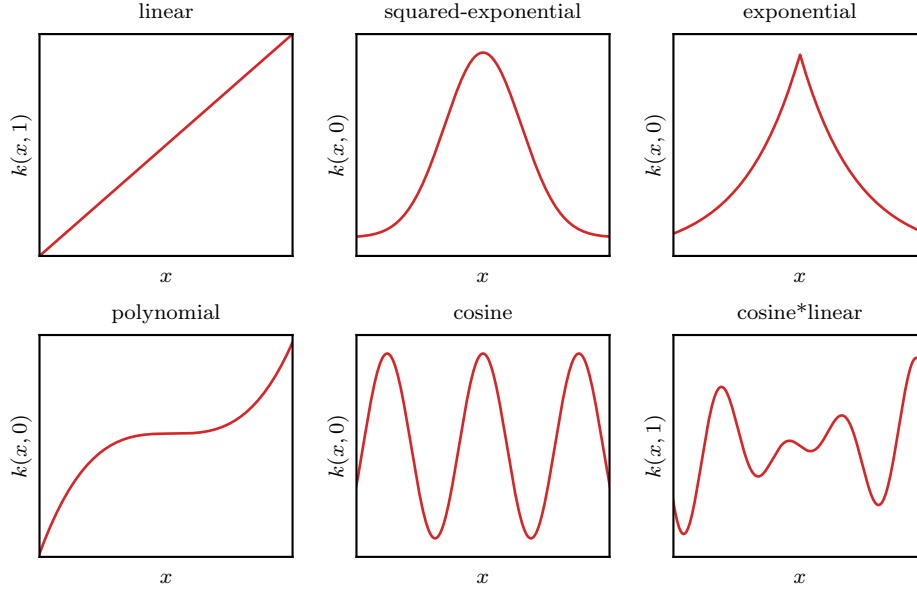 linear
squared-exponential
exponential
k(x, 1)
k(x, 0)
k(x, 0)
x
x
x
polynomial
cosine
cosine*linear
k(x, 0)
k(x, 0)
k(x, 1)
x
x
x